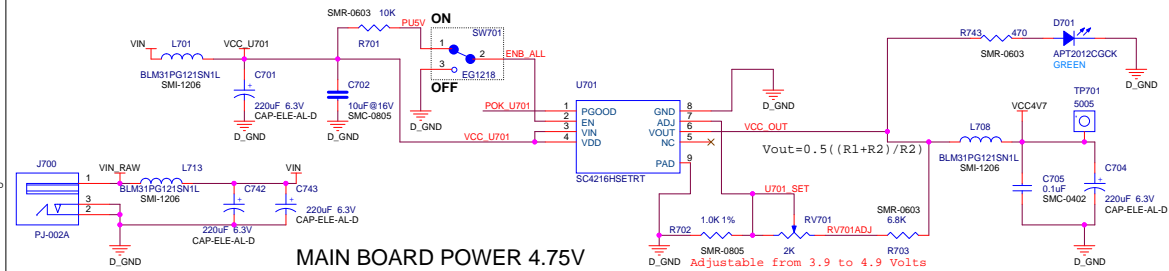 SMR-0603 10K
R701
PU5V
ON
SW701
1
2
3
ENB_ALL
EG1218
OFF
VIN
L701
VCC_U701
BLM31PG121SN1L
SMI-1206
C701
+
220uF 6.3V
CAP-ELE-AL-D
D_GND
C702
10uF@16V
SMC-0805
D_GND
D_GND
POK_U701
VCC_U701
U701
1 PGOOD
2 EN
3 VIN
4 VDD
GND 8
ADJ 7
VOUT 6
NC 5
PAD 9
SC4216HSETRT
D_GND
VCC_OUT
Vout=0.5((R1+R2)/R2)
R743 470
SMR-0603
D701
APT2012CGCK
GREEN
D_GND
TP701
5005
VCC4V7
L708
BLM31PG121SN1L
SMI-1206
C705
0.1uF
SMC-0402
C704
+
220uF 6.3V
CAP-ELE-AL-D
D_GND
U701_SET
1.0K 1%
R702
SMR-0805
D_GND
RV701
2K
RV701ADJ
SMR-0603
6.8K
R703
Adjustable from 3.9 to 4.9 Volts
J700
1
3
2
PJ-002A
VIN_RAW
L713
BLM31PG121SN1L
SMI-1206
VIN
C742
+
220uF 6.3V
CAP-ELE-AL-D
C743
+
220uF 6.3V
CAP-ELE-AL-D
D_GND
D_GND
MAIN BOARD POWER 4.75V